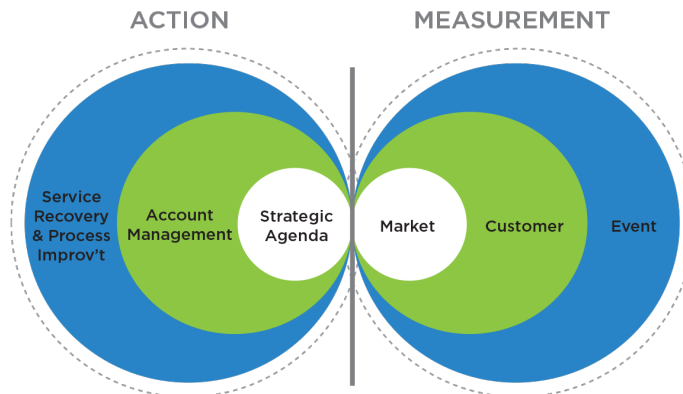 ACTION
MEASUREMENT
Service
Recovery
& Process
Improv't
Account
Management
Strategic
Agenda
Market
Customer
Event